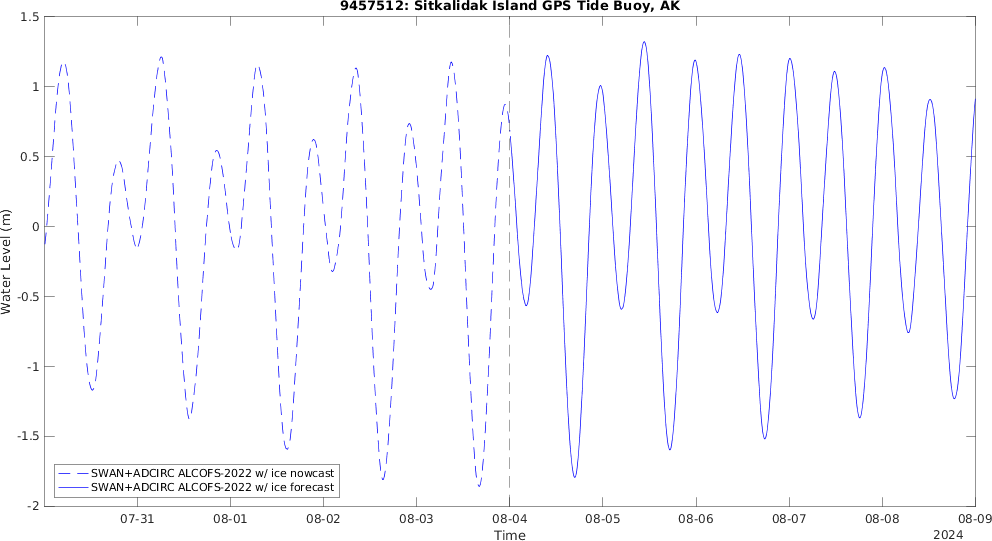 9457512: Sitkalidak Island GPS Tide Buoy, AK
1.5
1
0.5
0
-0.5
-1
-1.5
-2
Water Level (m)
SWAN+ADCIRC ALCOFS-2022 w/ ice nowcast
SWAN+ADCIRC ALCOFS-2022 w/ ice forecast
07-31 08-01 08-02 08-03 08-04 08-05 08-06 08-07 08-08 08-09
Time
2024